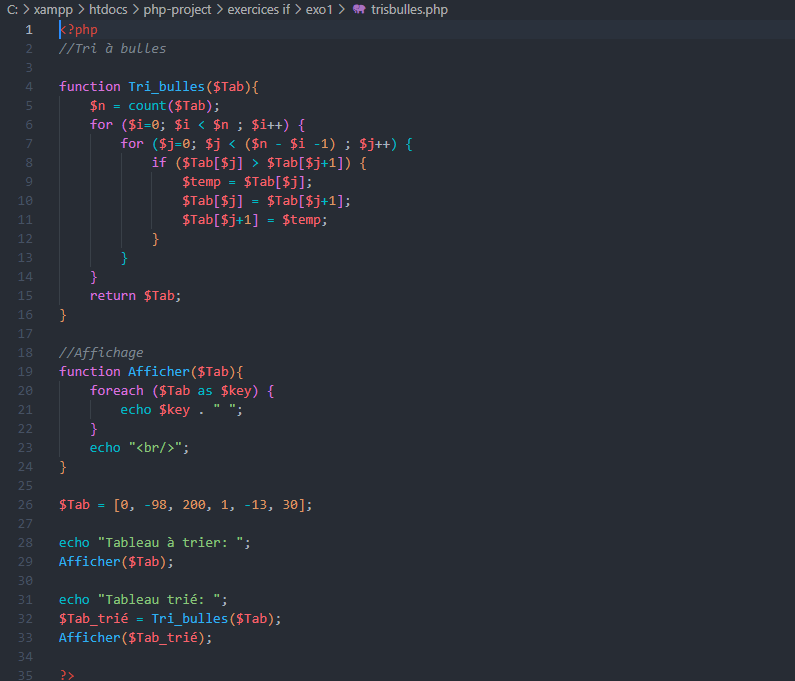 C: > xampp > htdocs > php-project > exercices if > exo1 > trisbulles.php
1 <?php
2 //Tri à bulles
3
4 function Tri_bulles($Tab){
5     $n = count($Tab);
6     for ($i=0; $i < $n ; $i++) {
7         for ($j=0; $j < ($n - $i -1) ; $j++) {
8             if ($Tab[$j] > $Tab[$j+1]) {
9                 $temp = $Tab[$j];
10                 $Tab[$j] = $Tab[$j+1];
11                 $Tab[$j+1] = $temp;
12             }
13         }
14     }
15     return $Tab;
16 }
17
18 //Affichage
19 function Afficher($Tab){
20     foreach ($Tab as $key) {
21         echo $key . " ";
22     }
23     echo "<br/>";
24 }
25
26 $Tab = [0, -98, 200, 1, -13, 30];
27
28 echo "Tableau à trier: ";
29 Afficher($Tab);
30
31 echo "Tableau trié: ";
32 $Tab_trié = Tri_bulles($Tab);
33 Afficher($Tab_trié);
34
35 ?>